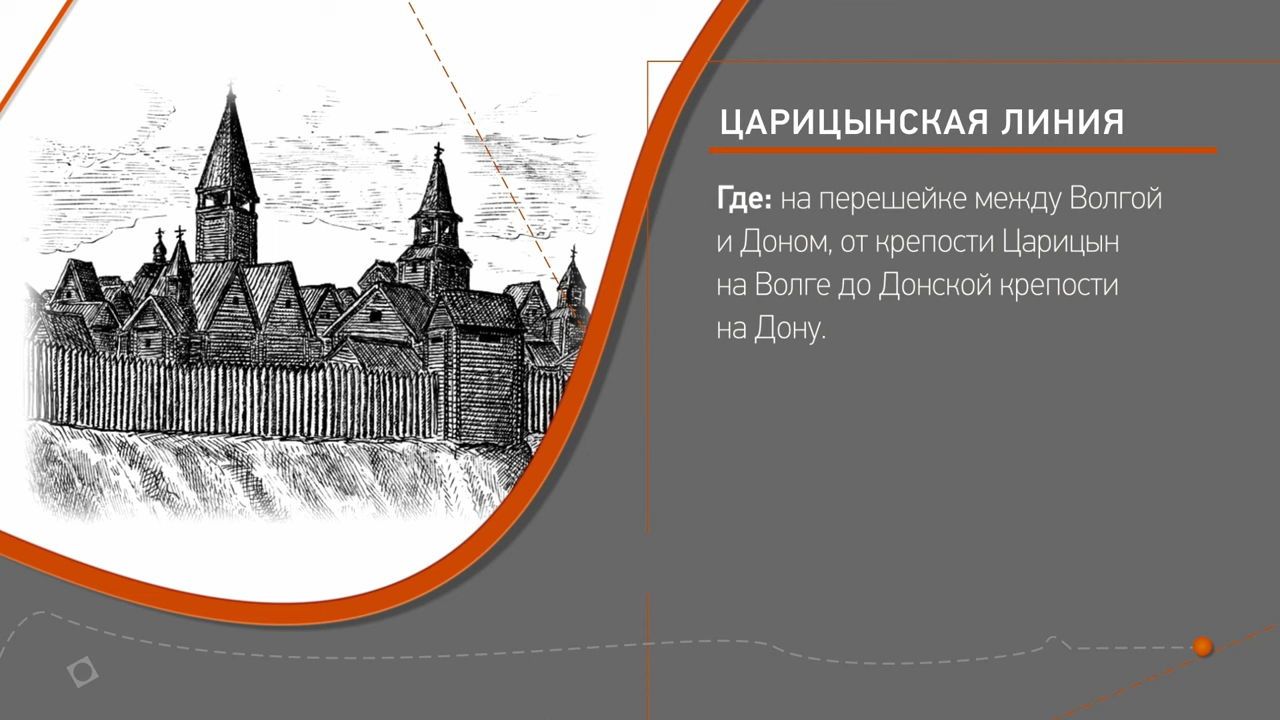 ЦАРИЦЫНСКАЯ ЛИНИЯ
Где: на перешейке между Волгой
и Доном, от крепости Царицын
на Волге до Донской крепости
на Дону.